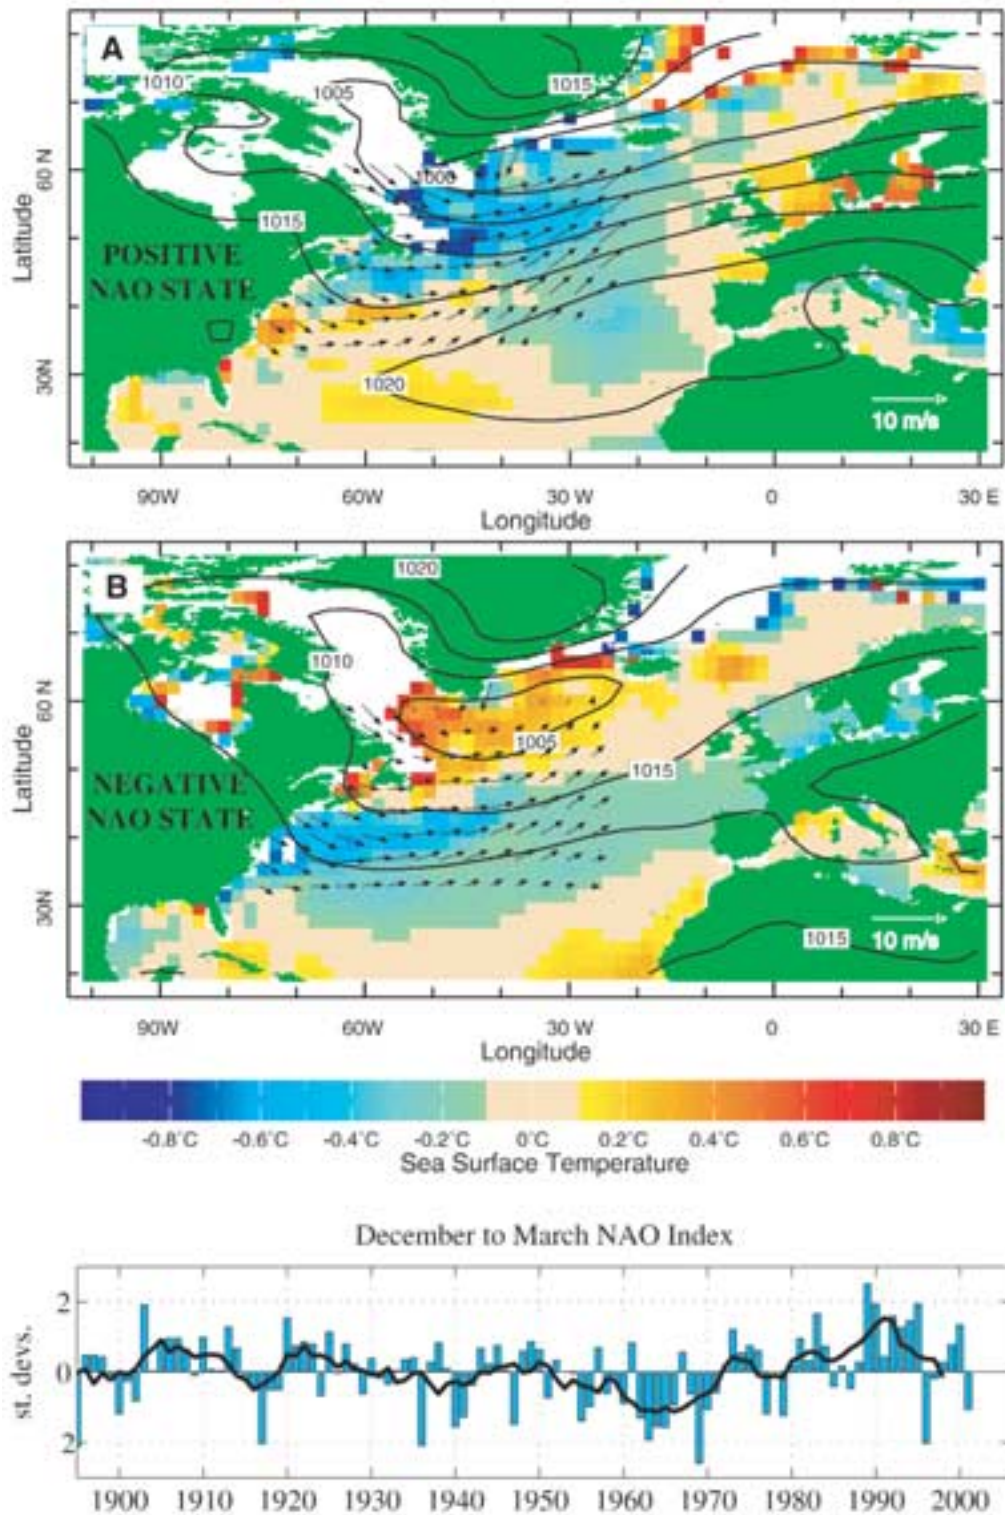 A
1010
1005
1015
1000
1015
POSITIVE
NAO STATE
1020
10 m/s
60 N
30N
Latitude
90W 60W 30 W 0 30 E
Longitude
B
1020
1010
1005
1015
NEGATIVE
NAO STATE
1015
10 m/s
60 N
30N
Latitude
90W 60W 30 W 0 30 E
Longitude
-0.8°C -0.6°C -0.4°C -0.2°C 0°C 0.2°C 0.4°C 0.6°C 0.8°C
Sea Surface Temperature
December to March NAO Index
st. devs.
2
0
2
1900 1910 1920 1930 1940 1950 1960 1970 1980 1990 2000